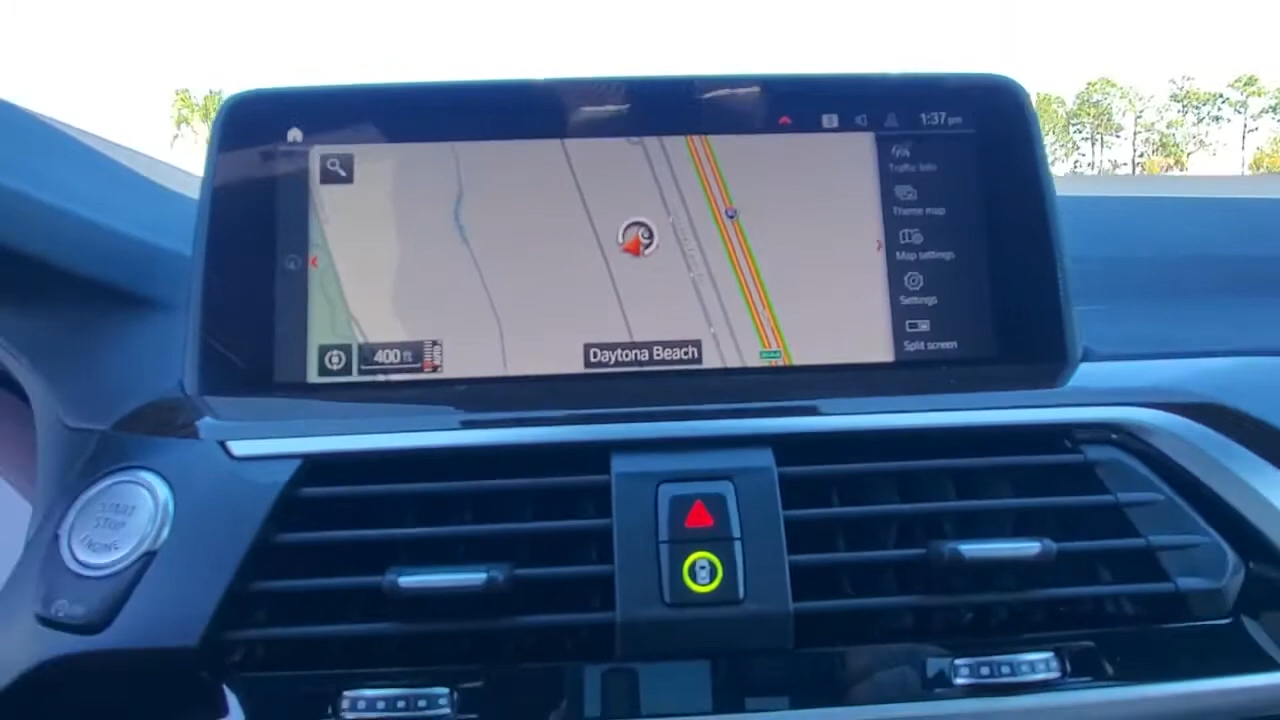 1:37 pm
Traffic info
Theme map
Map settings
Settings
Split screen
400 ft
AUTO
Daytona Beach
START
STOP
ENGINE